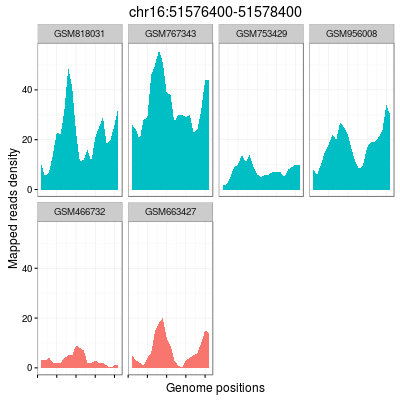 chr16:51576400-51578400
GSM818031 GSM767343 GSM753429 GSM956008
40
20
0
GSM466732 GSM663427
40
20
0
Mapped reads density
Genome positions